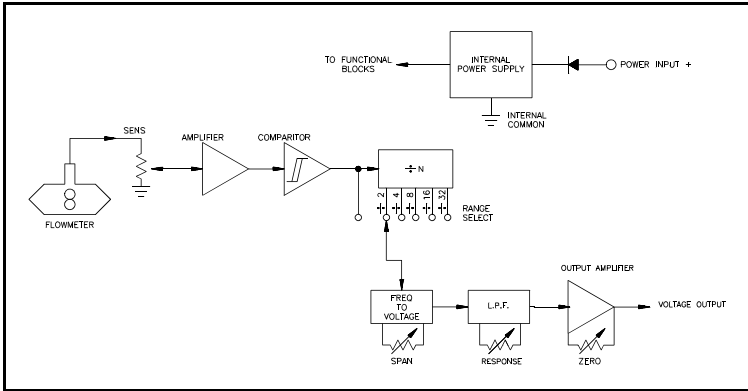 TO FUNCTIONAL
BLOCKS
INTERNAL
POWER SUPPLY
POWER INPUT +
INTERNAL
COMMON
SENS
AMPLIFIER
COMPARITOR
÷ N
FLOWMETER
÷ 2
÷ 4
÷ 8
÷ 16
÷ 32
RANGE
SELECT
OUTPUT AMPLIFIER
FREQ
TO
VOLTAGE
L.P.F.
VOLTAGE OUTPUT
SPAN
RESPONSE
ZERO